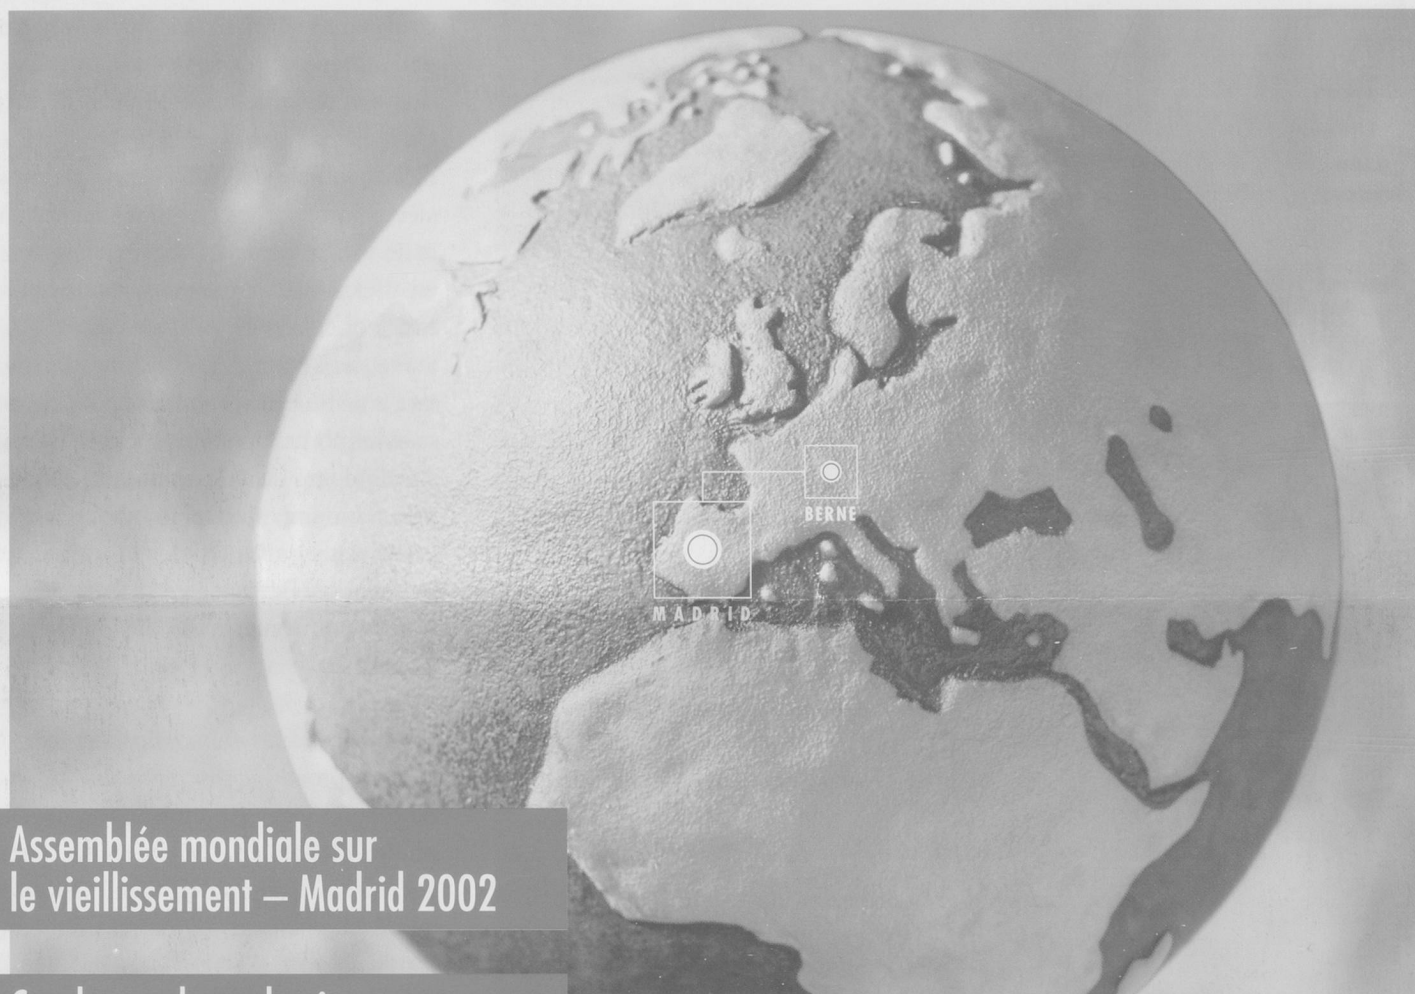 BERNE
MADRID
Assemblée mondiale sur
le vieillissement – Madrid 2002